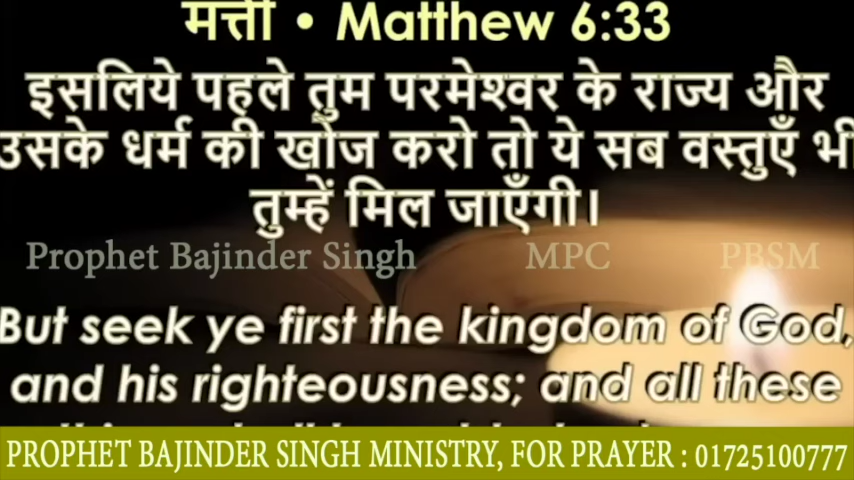 मत्ती • Matthew 6:33
इसलिये पहले तुम परमेश्वर के राज्य और
उसके धर्म की खोज करो तो ये सब वस्तुएँ भी
तुम्हें मिल जाएँगी।
Prophet Bajinder Singh MPC PBSM
But seek ye first the kingdom of God,
and his righteousness; and all these
PROPHET BAJINDER SINGH MINISTRY, FOR PRAYER : 01725100777